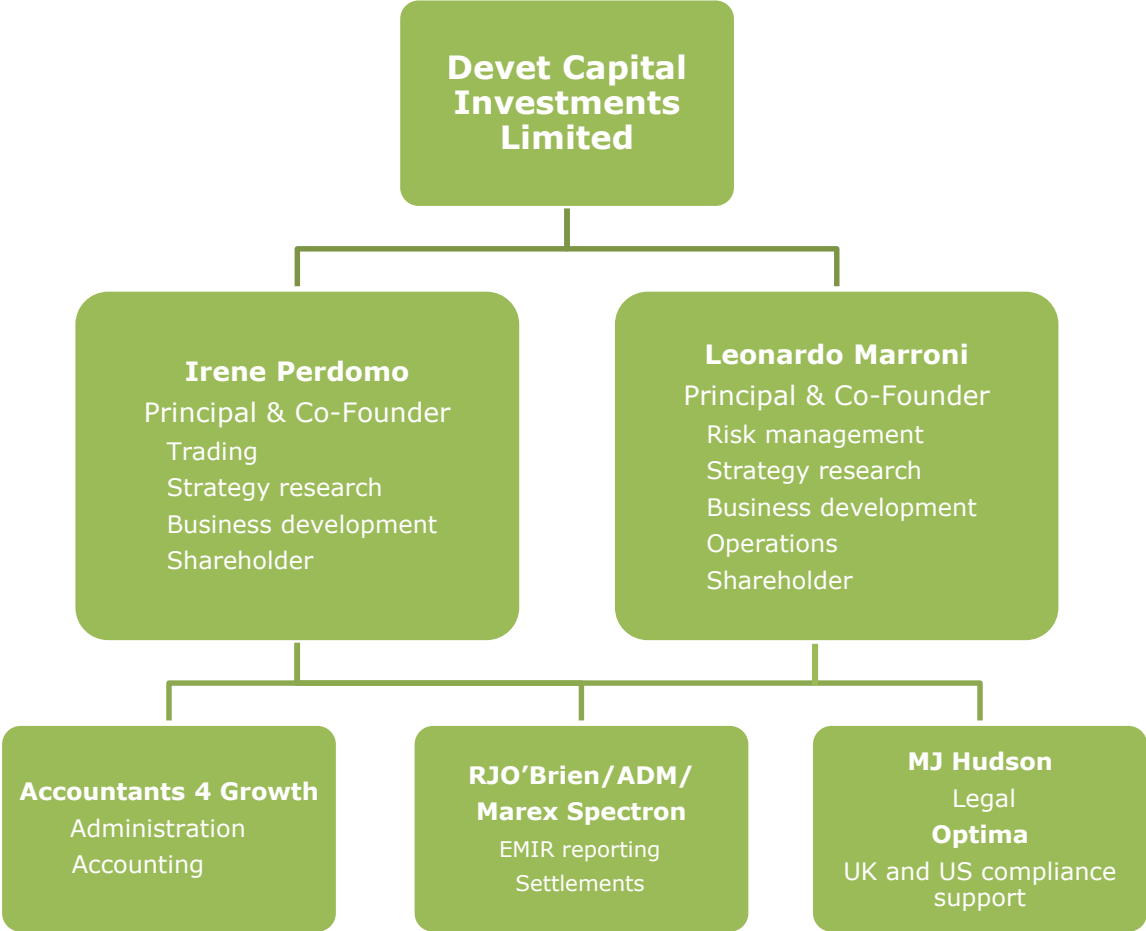 Devet Capital
Investments
Limited
Irene Perdomo
Principal & Co-Founder
Trading
Strategy research
Business development
Shareholder
Leonardo Marroni
Principal & Co-Founder
Risk management
Strategy research
Business development
Operations
Shareholder
Accountants 4 Growth
Administration
Accounting
RJO’Brien/ADM/
Marex Spectron
EMIR reporting
Settlements
MJ Hudson
Legal
Optima
UK and US compliance
support